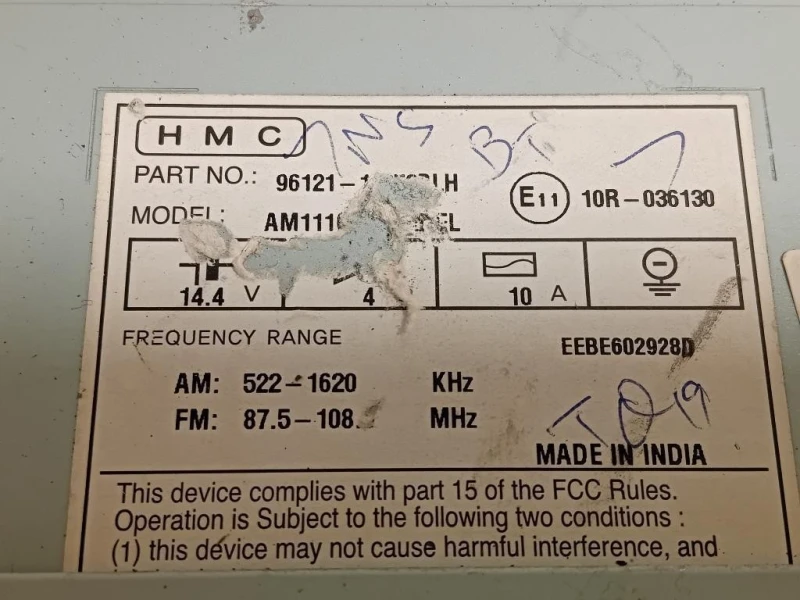 HMC
PART NO.:
MODEL:
E11 10R-036130
14.4 V 4 10 A
FREQUENCY RANGE
EEBE602928D
AM: 522-1620 KHz
FM: 87.5-108. MHz
MADE IN INDIA
This device complies with part 15 of the FCC Rules.
Operation is Subject to the following two conditions :
(1) this device may not cause harmful interference, and